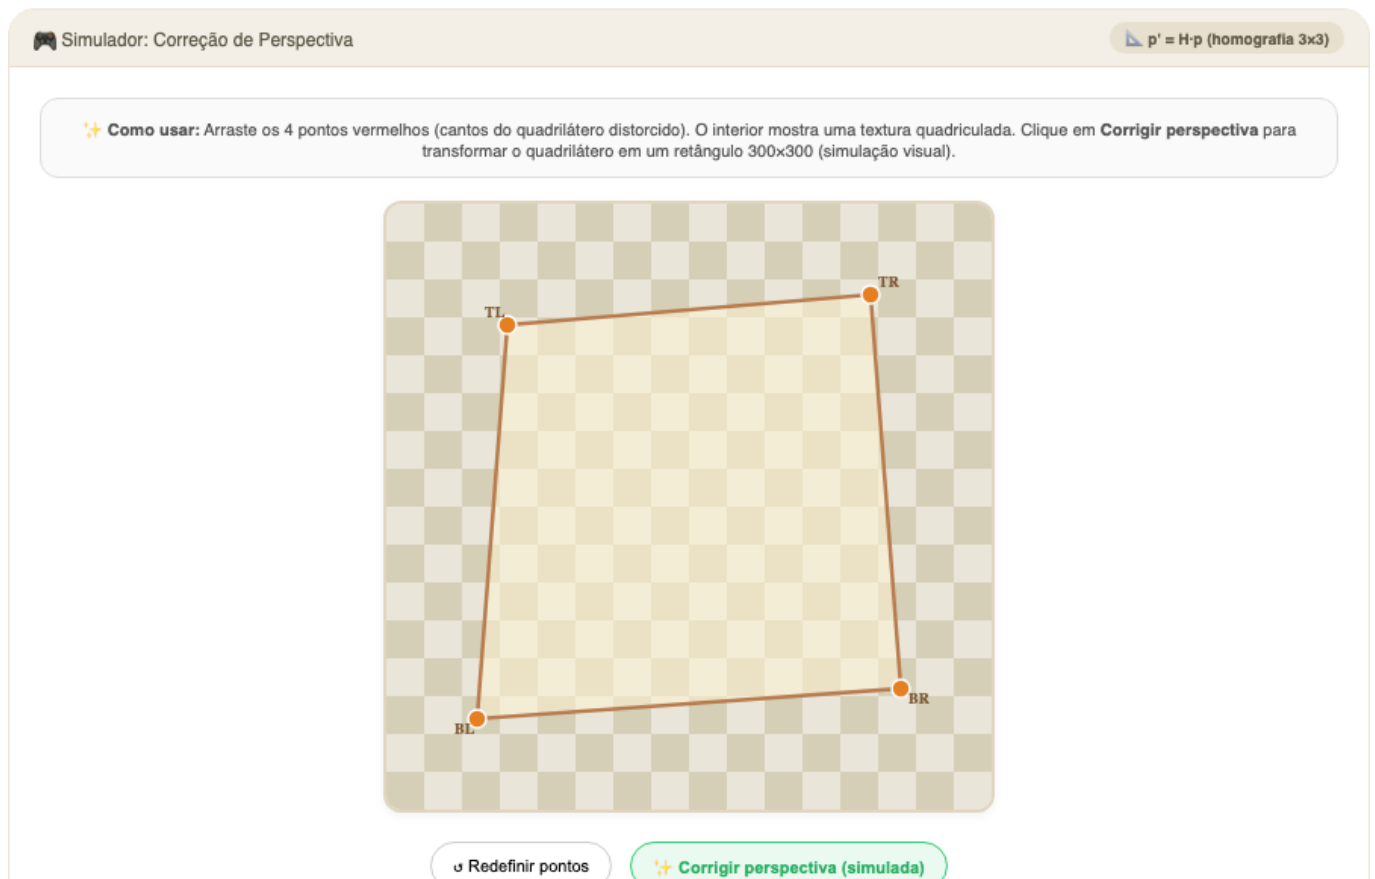 🎮 Simulador: Correção de Perspectiva
📐 p' = H·p (homografia 3×3)
✨ Como usar: Arraste os 4 pontos vermelhos (cantos do quadrilátero distorcido). O interior mostra uma textura quadriculada. Clique em Corrigir perspectiva para
transformar o quadrilátero em um retângulo 300×300 (simulação visual).
TR
TL
BR
BL
↺ Redefinir pontos
✨ Corrigir perspectiva (simulada)